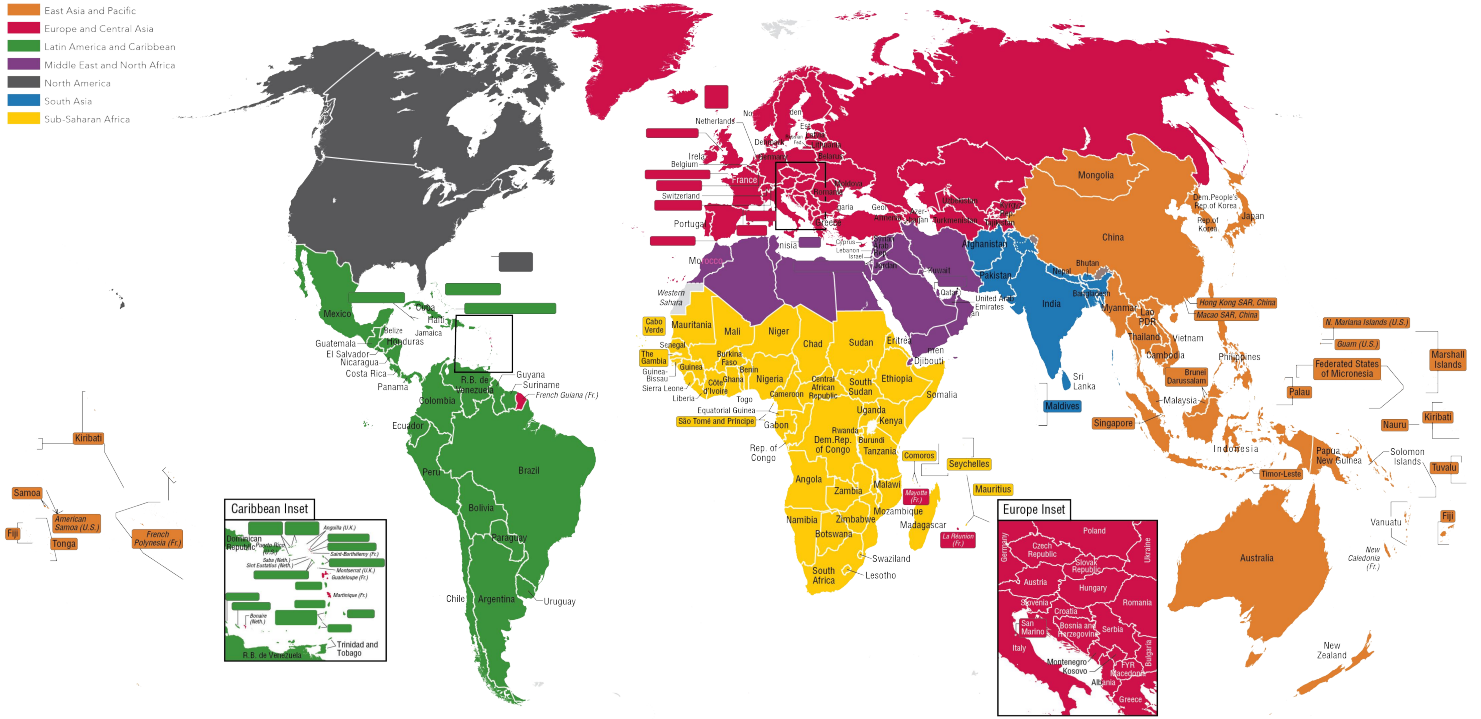 East Asia and Pacific
Europe and Central Asia
Latin America and Caribbean
Middle East and North Africa
North America
South Asia
Sub-Saharan Africa
Netherlands
Belgium
France
Switzerland
Portugal
Greece
Cyprus
Lebanon
Israel
Jordan
Kuwait
Qatar
United Arab
Emirates
Morocco
Western
Sahara
Uzbekistan
Turkmenistan
Afghanistan
Pakistan
India
Nepal
Bhutan
Bangladesh
Sri
Lanka
Maldives
Mongolia
China
Dem.People's
Rep.of Korea
Rep.of
Korea
Japan
Hong Kong SAR, China
Macao SAR, China
Myanmar
Lao
PDR
Thailand
Vietnam
Cambodia
Philippines
Brunei
Darussalam
Malaysia
Singapore
Indonesia
Timor-Leste
Papua
New Guinea
N. Mariana Islands (U.S.)
Guam (U.S.)
Federated States
of Micronesia
Marshall
Islands
Palau
Nauru
Kiribati
Solomon
Islands
Tuvalu
Vanuatu
Fiji
New
Caledonia
(Fr.)
Australia
New
Zealand
Mexico
Cuba
Haiti
Belize
Jamaica
Honduras
Guatemala
El Salvador
Nicaragua
Costa Rica
Panama
R.B. de
Venezuela
Guyana
Suriname
French Guiana (Fr.)
Colombia
Ecuador
Peru
Brazil
Bolivia
Paraguay
Chile
Argentina
Uruguay
Kiribati
Samoa
American
Samoa (U.S.)
Fiji
Tonga
French
Polynesia (Fr.)
Cabo
Verde
Mauritania
Mali
Niger
Chad
Sudan
Eritrea
Djibouti
Senegal
The
Gambia
Guinea-
Bissau
Guinea
Sierra Leone
Liberia
Côte
d'Ivoire
Burkina
Faso
Ghana
Togo
Benin
Nigeria
Cameroon
Central
African
Republic
South
Sudan
Ethiopia
Somalia
Equatorial Guinea
São Tomé and Príncipe
Gabon
Rep. of
Congo
Dem.Rep.
of Congo
Uganda
Kenya
Rwanda
Burundi
Tanzania
Comoros
Seychelles
Mauritius
Mayotte
(Fr.)
La Réunion
(Fr.)
Angola
Zambia
Malawi
Mozambique
Madagascar
Zimbabwe
Namibia
Botswana
Swaziland
Lesotho
South
Africa
Caribbean Inset
Dominican
Republic
Anguilla (U.K.)
Saint-Barthélemy (Fr.)
Saba (Neth.)
Sint Eustatius (Neth.)
Montserrat (U.K.)
Guadeloupe (Fr.)
Martinique (Fr.)
Bonaire
(Neth.)
Trinidad and
Tobago
R.B. de Venezuela
Europe Inset
Poland
Germany
Czech
Republic
Ukraine
Slovak
Republic
Austria
Hungary
Romania
Slovenia
Croatia
San
Marino
Bosnia and
Herzegovina
Serbia
Italy
Bulgaria
Montenegro
Kosovo
FYR
Macedonia
Albania
Greece